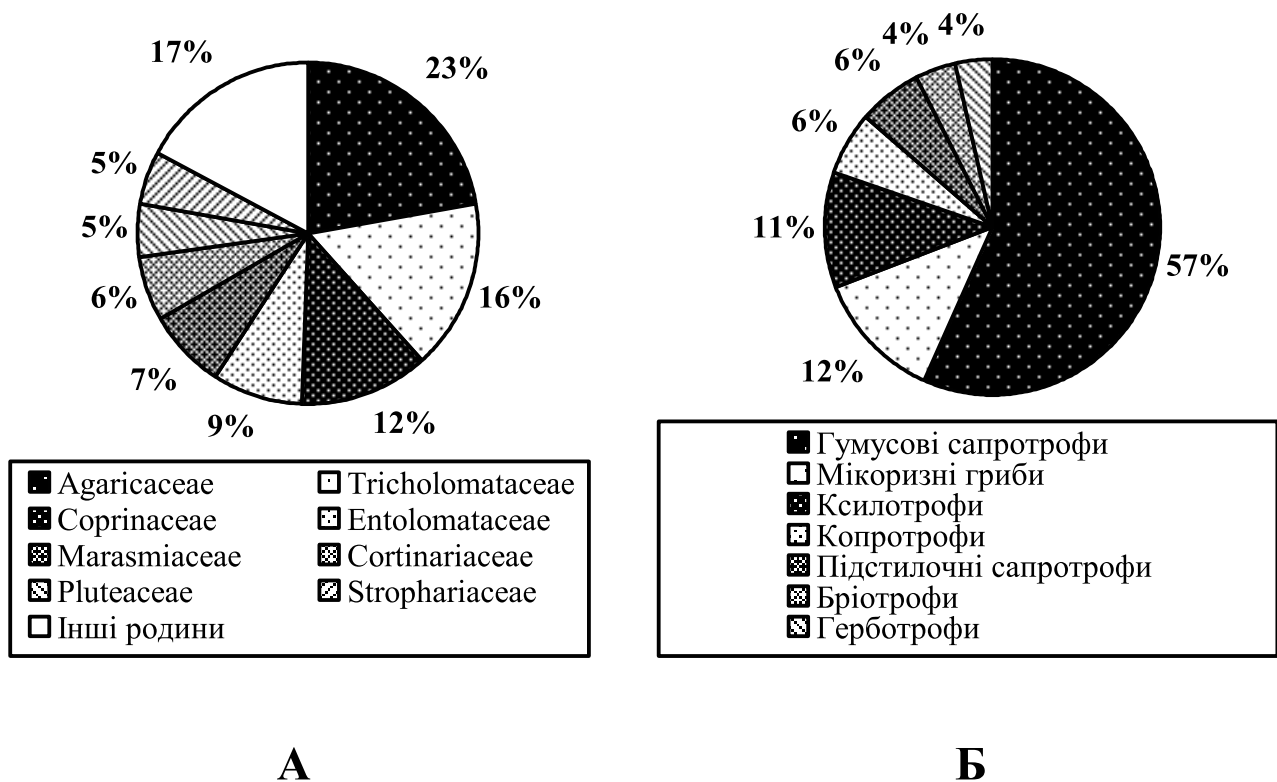 17%
23%
5%
5%
6%
7%
9%
12%
16%
Agaricaceae Tricholomataceae
Coprinaceae Entolomataceae
Marasmiaceae Cortinariaceae
Pluteaceae Strophariaceae
Інші родини
А
4% 4%
6%
6%
11%
12%
57%
Гумусові сапротрофи
Мікоризні гриби
Ксилотрофи
Копротрофи
Підстилочні сапротрофи
Бріотрофи
Герботрофи
Б